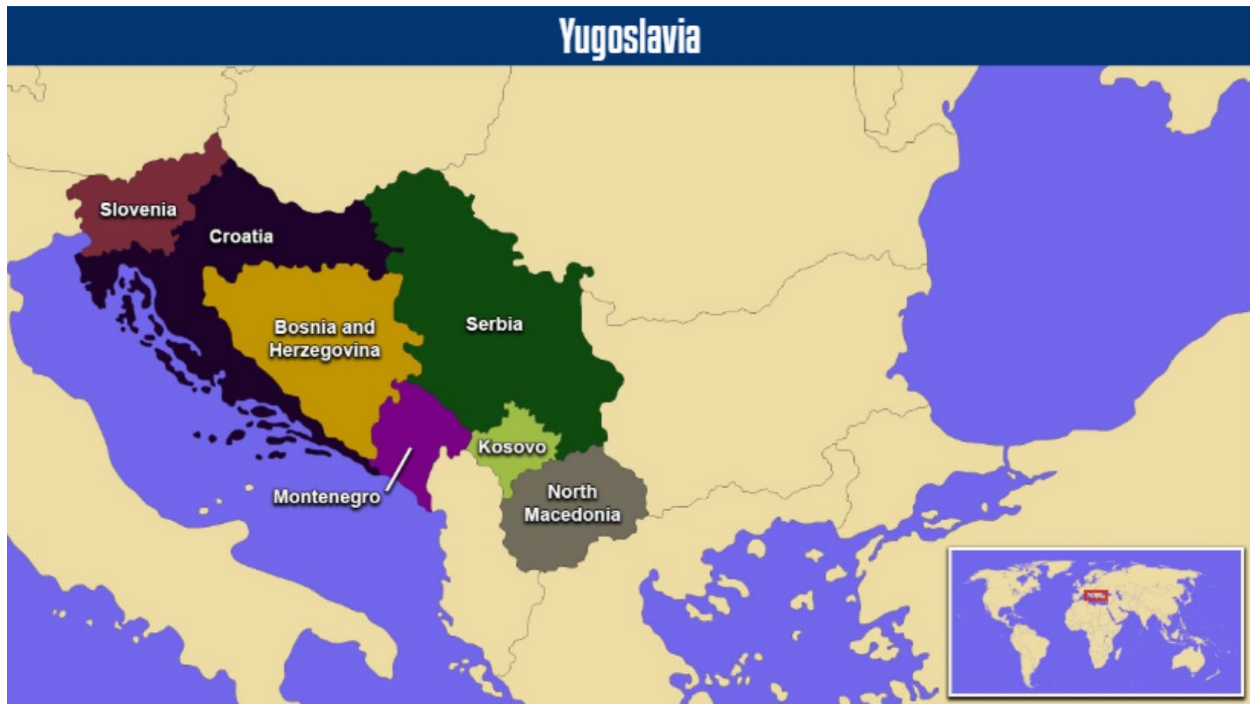 Yugoslavia
Slovenia
Croatia
Bosnia and
Herzegovina
Serbia
Kosovo
Montenegro
North
Macedonia